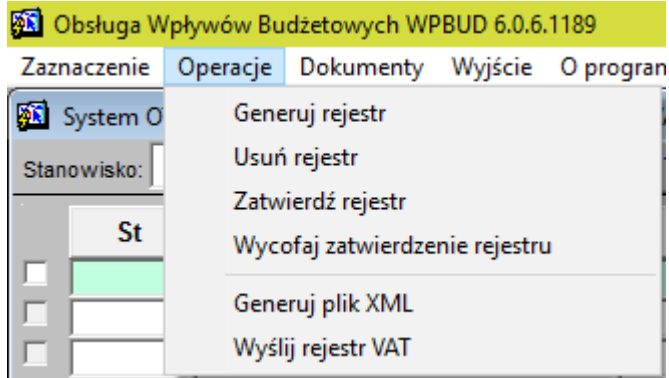 Obsługa Wpływów Budżetowych WPBUD 6.0.6.1189
Zaznaczenie Operacje Dokumenty Wyjście O
System
Generuj rejestr
Stanowisko:
Usuń rejestr
Zatwierdź rejestr
St
Wycofaj zatwierdzenie rejestru
Generuj plik XML
Wyślij rejestr VAT